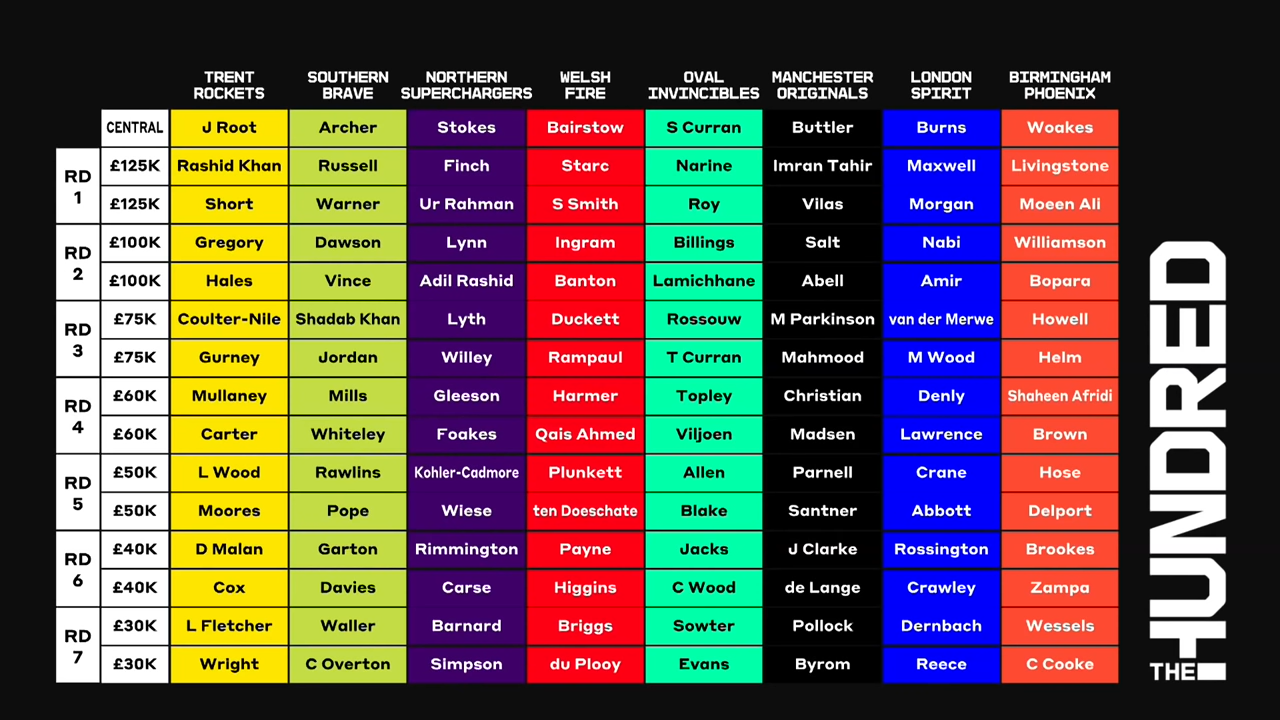 TRENT ROCKETS SOUTHERN BRAVE NORTHERN SUPERCHARGERS WELSH FIRE OVAL INVINCIBLES MANCHESTER ORIGINALS LONDON SPIRIT BIRMINGHAM PHOENIX
CENTRAL J Root Archer Stokes Bairstow S Curran Buttler Burns Woakes
RD 1
£125K Rashid Khan Russell Finch Starc Narine Imran Tahir Maxwell Livingstone
£125K Short Warner Ur Rahman S Smith Roy Vilas Morgan Moeen Ali
RD 2
£100K Gregory Dawson Lynn Ingram Billings Salt Nabi Williamson
£100K Hales Vince Adil Rashid Banton Lamichhane Abell Amir Bopara
RD 3
£75K Coulter-Nile Shadab Khan Lyth Duckett Rossouw M Parkinson van der Merwe Howell
£75K Gurney Jordan Willey Rampaul T Curran Mahmood M Wood Helm
RD 4
£60K Mullaney Mills Gleeson Harmer Topley Christian Denly Shaheen Afridi
£60K Carter Whiteley Foakes Qais Ahmed Viljoen Madsen Lawrence Brown
RD 5
£50K L Wood Rawlins Kohler-Cadmore Plunkett Allen Parnell Crane Hose
£50K Moores Pope Wiese ten Doeschate Blake Santner Abbott Delport
RD 6
£40K D Malan Garton Rimmington Payne Jacks J Clarke Rossington Brookes
£40K Cox Davies Carse Higgins C Wood de Lange Crawley Zampa
RD 7
£30K L Fletcher Waller Barnard Briggs Sowter Pollock Dernbach Wessels
£30K Wright C Overton Simpson du Plooy Evans Byrom Reece C Cooke
THE HUNDRED